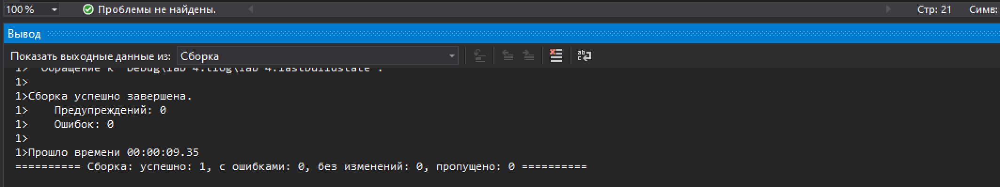 100 %
Проблемы не найдены.
Стр: 21
Симв:
Вывод
Показать выходные данные из:
Сборка
1>  Обращение к "Debug\lab 4.tlog\lab 4.lastbuildstate".
1>
1>Сборка успешно завершена.
1>    Предупреждений: 0
1>    Ошибок: 0
1>
1>Прошло времени 00:00:09.35
========== Сборка: успешно: 1, с ошибками: 0, без изменений: 0, пропущено: 0 ==========